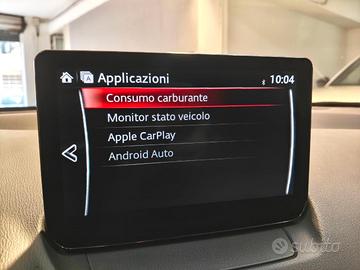 Applicazioni
10:04
Consumo carburante
Monitor stato veicolo
Apple CarPlay
Android Auto
subito